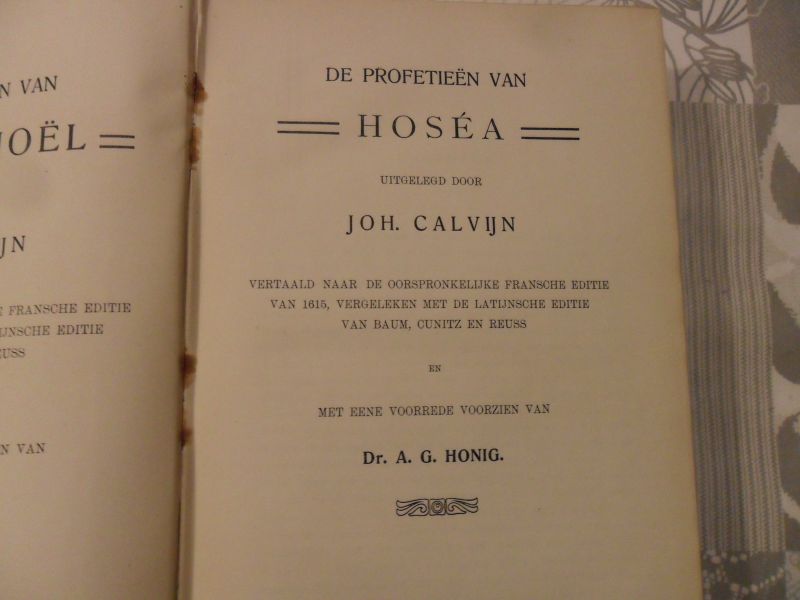 N VAN
JOËL
JN
E FRANSCHE EDITIE
IJNSCHE EDITIE
EUSS
N VAN
DE PROFETIEËN VAN
HOSÉA
UITGELEGD DOOR
JOH. CALVIJN
VERTAALD NAAR DE OORSPRONKELIJKE FRANSCHE EDITIE
VAN 1615, VERGELEKEN MET DE LATIJNSCHE EDITIE
VAN BAUM, CUNITZ EN REUSS
EN
MET EENE VOORREDE VOORZIEN VAN
Dr. A. G. HONIG.